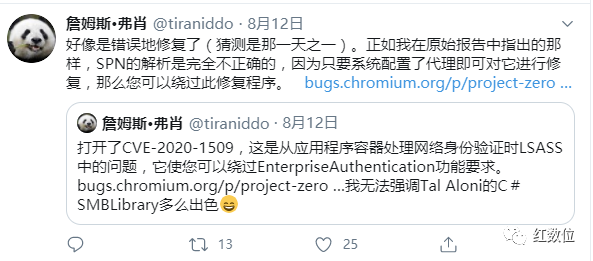 詹姆斯·弗肖 @tiraniddo · 8月12日
好像是错误地修复了（猜测是那一天之一）。正如我在原始报告中指出的那
样，SPN的解析是完全不正确的，因为只要系统配置了代理即可对它进行修
复，那么您可以绕过此修复程序。 bugs.chromium.org/p/project-zero ...
詹姆斯·弗肖 @tiraniddo · 8月12日
打开了CVE-2020-1509，这是从应用程序容器处理网络身份验证时LSASS
中的问题，它使您可以绕过EnterpriseAuthentication功能要求。
bugs.chromium.org/p/project-zero ...我无法强调Tal Aloni的C＃
SMBLibrary多么出色😄
13
25
红数位